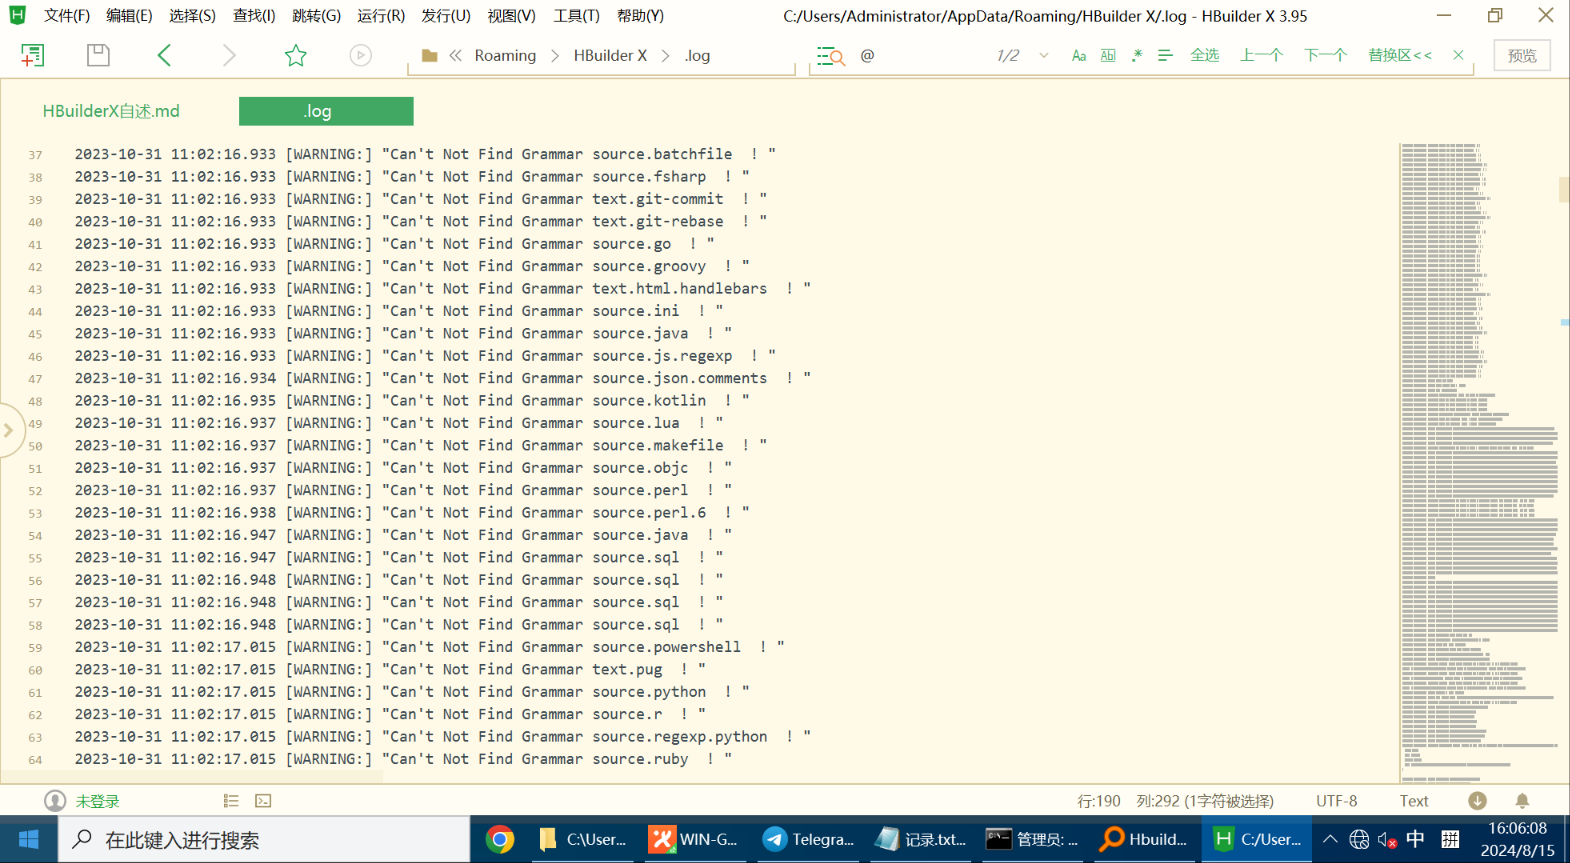 文件(F) 编辑(E) 选择(S) 查找(I) 跳转(G) 运行(R) 发行(U) 视图(V) 工具(T) 帮助(Y) C:/Users/Administrator/AppData/Roaming/HBuilder X/.log - HBuilder X 3.95
Roaming HBuilder X .log @ 1/2 Aa Ab .* 全选 上一个 下一个 替换区<< 预览
HBuilderX自述.md .log
37 2023-10-31 11:02:16.933 [WARNING:] "Can't Not Find Grammar source.batchfile ! "
38 2023-10-31 11:02:16.933 [WARNING:] "Can't Not Find Grammar source.fsharp ! "
39 2023-10-31 11:02:16.933 [WARNING:] "Can't Not Find Grammar text.git-commit ! "
40 2023-10-31 11:02:16.933 [WARNING:] "Can't Not Find Grammar text.git-rebase ! "
41 2023-10-31 11:02:16.933 [WARNING:] "Can't Not Find Grammar source.go ! "
42 2023-10-31 11:02:16.933 [WARNING:] "Can't Not Find Grammar source.groovy ! "
43 2023-10-31 11:02:16.933 [WARNING:] "Can't Not Find Grammar text.html.handlebars ! "
44 2023-10-31 11:02:16.933 [WARNING:] "Can't Not Find Grammar source.ini ! "
45 2023-10-31 11:02:16.933 [WARNING:] "Can't Not Find Grammar source.java ! "
46 2023-10-31 11:02:16.933 [WARNING:] "Can't Not Find Grammar source.js.regexp ! "
47 2023-10-31 11:02:16.934 [WARNING:] "Can't Not Find Grammar source.json.comments ! "
48 2023-10-31 11:02:16.935 [WARNING:] "Can't Not Find Grammar source.kotlin ! "
49 2023-10-31 11:02:16.937 [WARNING:] "Can't Not Find Grammar source.lua ! "
50 2023-10-31 11:02:16.937 [WARNING:] "Can't Not Find Grammar source.makefile ! "
51 2023-10-31 11:02:16.937 [WARNING:] "Can't Not Find Grammar source.objc ! "
52 2023-10-31 11:02:16.937 [WARNING:] "Can't Not Find Grammar source.perl ! "
53 2023-10-31 11:02:16.938 [WARNING:] "Can't Not Find Grammar source.perl.6 ! "
54 2023-10-31 11:02:16.947 [WARNING:] "Can't Not Find Grammar source.java ! "
55 2023-10-31 11:02:16.947 [WARNING:] "Can't Not Find Grammar source.sql ! "
56 2023-10-31 11:02:16.948 [WARNING:] "Can't Not Find Grammar source.sql ! "
57 2023-10-31 11:02:16.948 [WARNING:] "Can't Not Find Grammar source.sql ! "
58 2023-10-31 11:02:16.948 [WARNING:] "Can't Not Find Grammar source.sql ! "
59 2023-10-31 11:02:17.015 [WARNING:] "Can't Not Find Grammar source.powershell ! "
60 2023-10-31 11:02:17.015 [WARNING:] "Can't Not Find Grammar text.pug ! "
61 2023-10-31 11:02:17.015 [WARNING:] "Can't Not Find Grammar source.python ! "
62 2023-10-31 11:02:17.015 [WARNING:] "Can't Not Find Grammar source.r ! "
63 2023-10-31 11:02:17.015 [WARNING:] "Can't Not Find Grammar source.regexp.python ! "
64 2023-10-31 11:02:17.015 [WARNING:] "Can't Not Find Grammar source.ruby ! "
未登录 行:190 列:292 (1字符被选择) UTF-8 Text
在此键入进行搜索 C:\User... WIN-G... Telegra... 记录.txt... 管理员: ... Hbuild... C:/User... 中 拼 16:06:08
2024/8/15